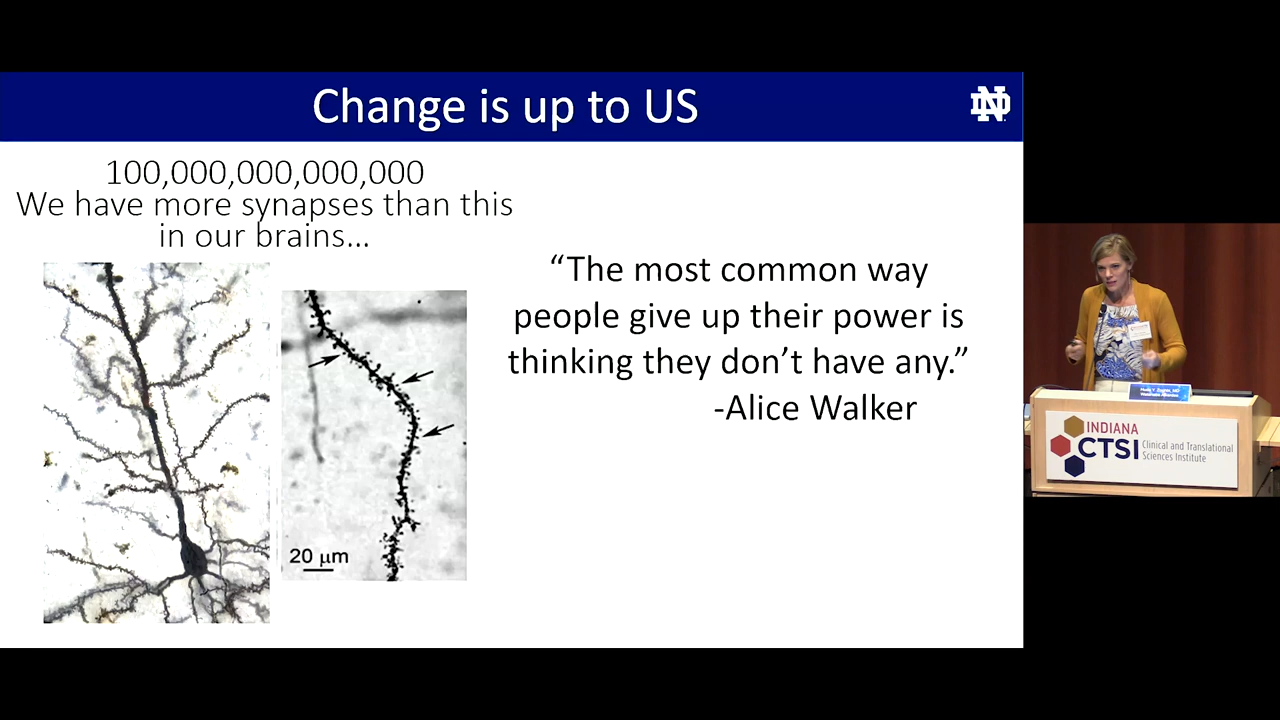 Change is up to US
ND
100,000,000,000,000
We have more synapses than this
in our brains...
20 µm
“The most common way
people give up their power is
thinking they don’t have any.”
-Alice Walker
INDIANA
CTSI
Clinical and Translational
Sciences Institute